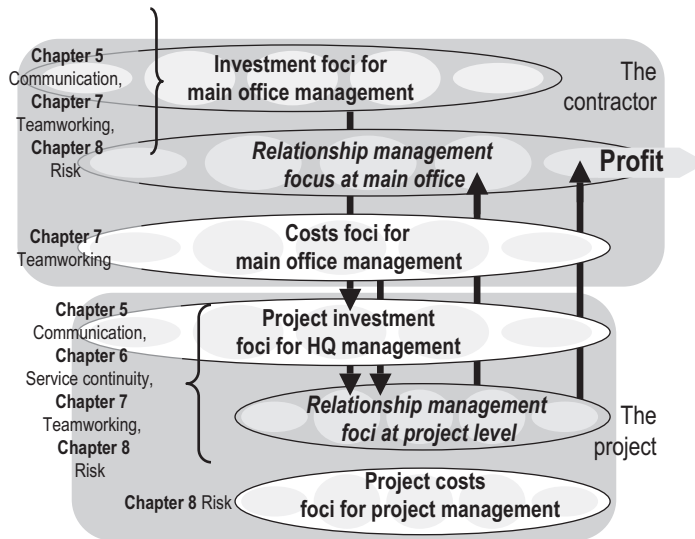 Chapter 5
Communication,
Chapter 7
Teamworking,
Chapter 8
Risk
Investment foci for
main office management
The
contractor
Relationship management
focus at main office
Profit
Chapter 7
Teamworking
Costs foci for
main office management
Chapter 5
Communication,
Chapter 6
Service continuity,
Chapter 7
Teamworking,
Chapter 8
Risk
Project investment
foci for HQ management
Relationship management
foci at project level
The
project
Chapter 8 Risk
Project costs
foci for project management